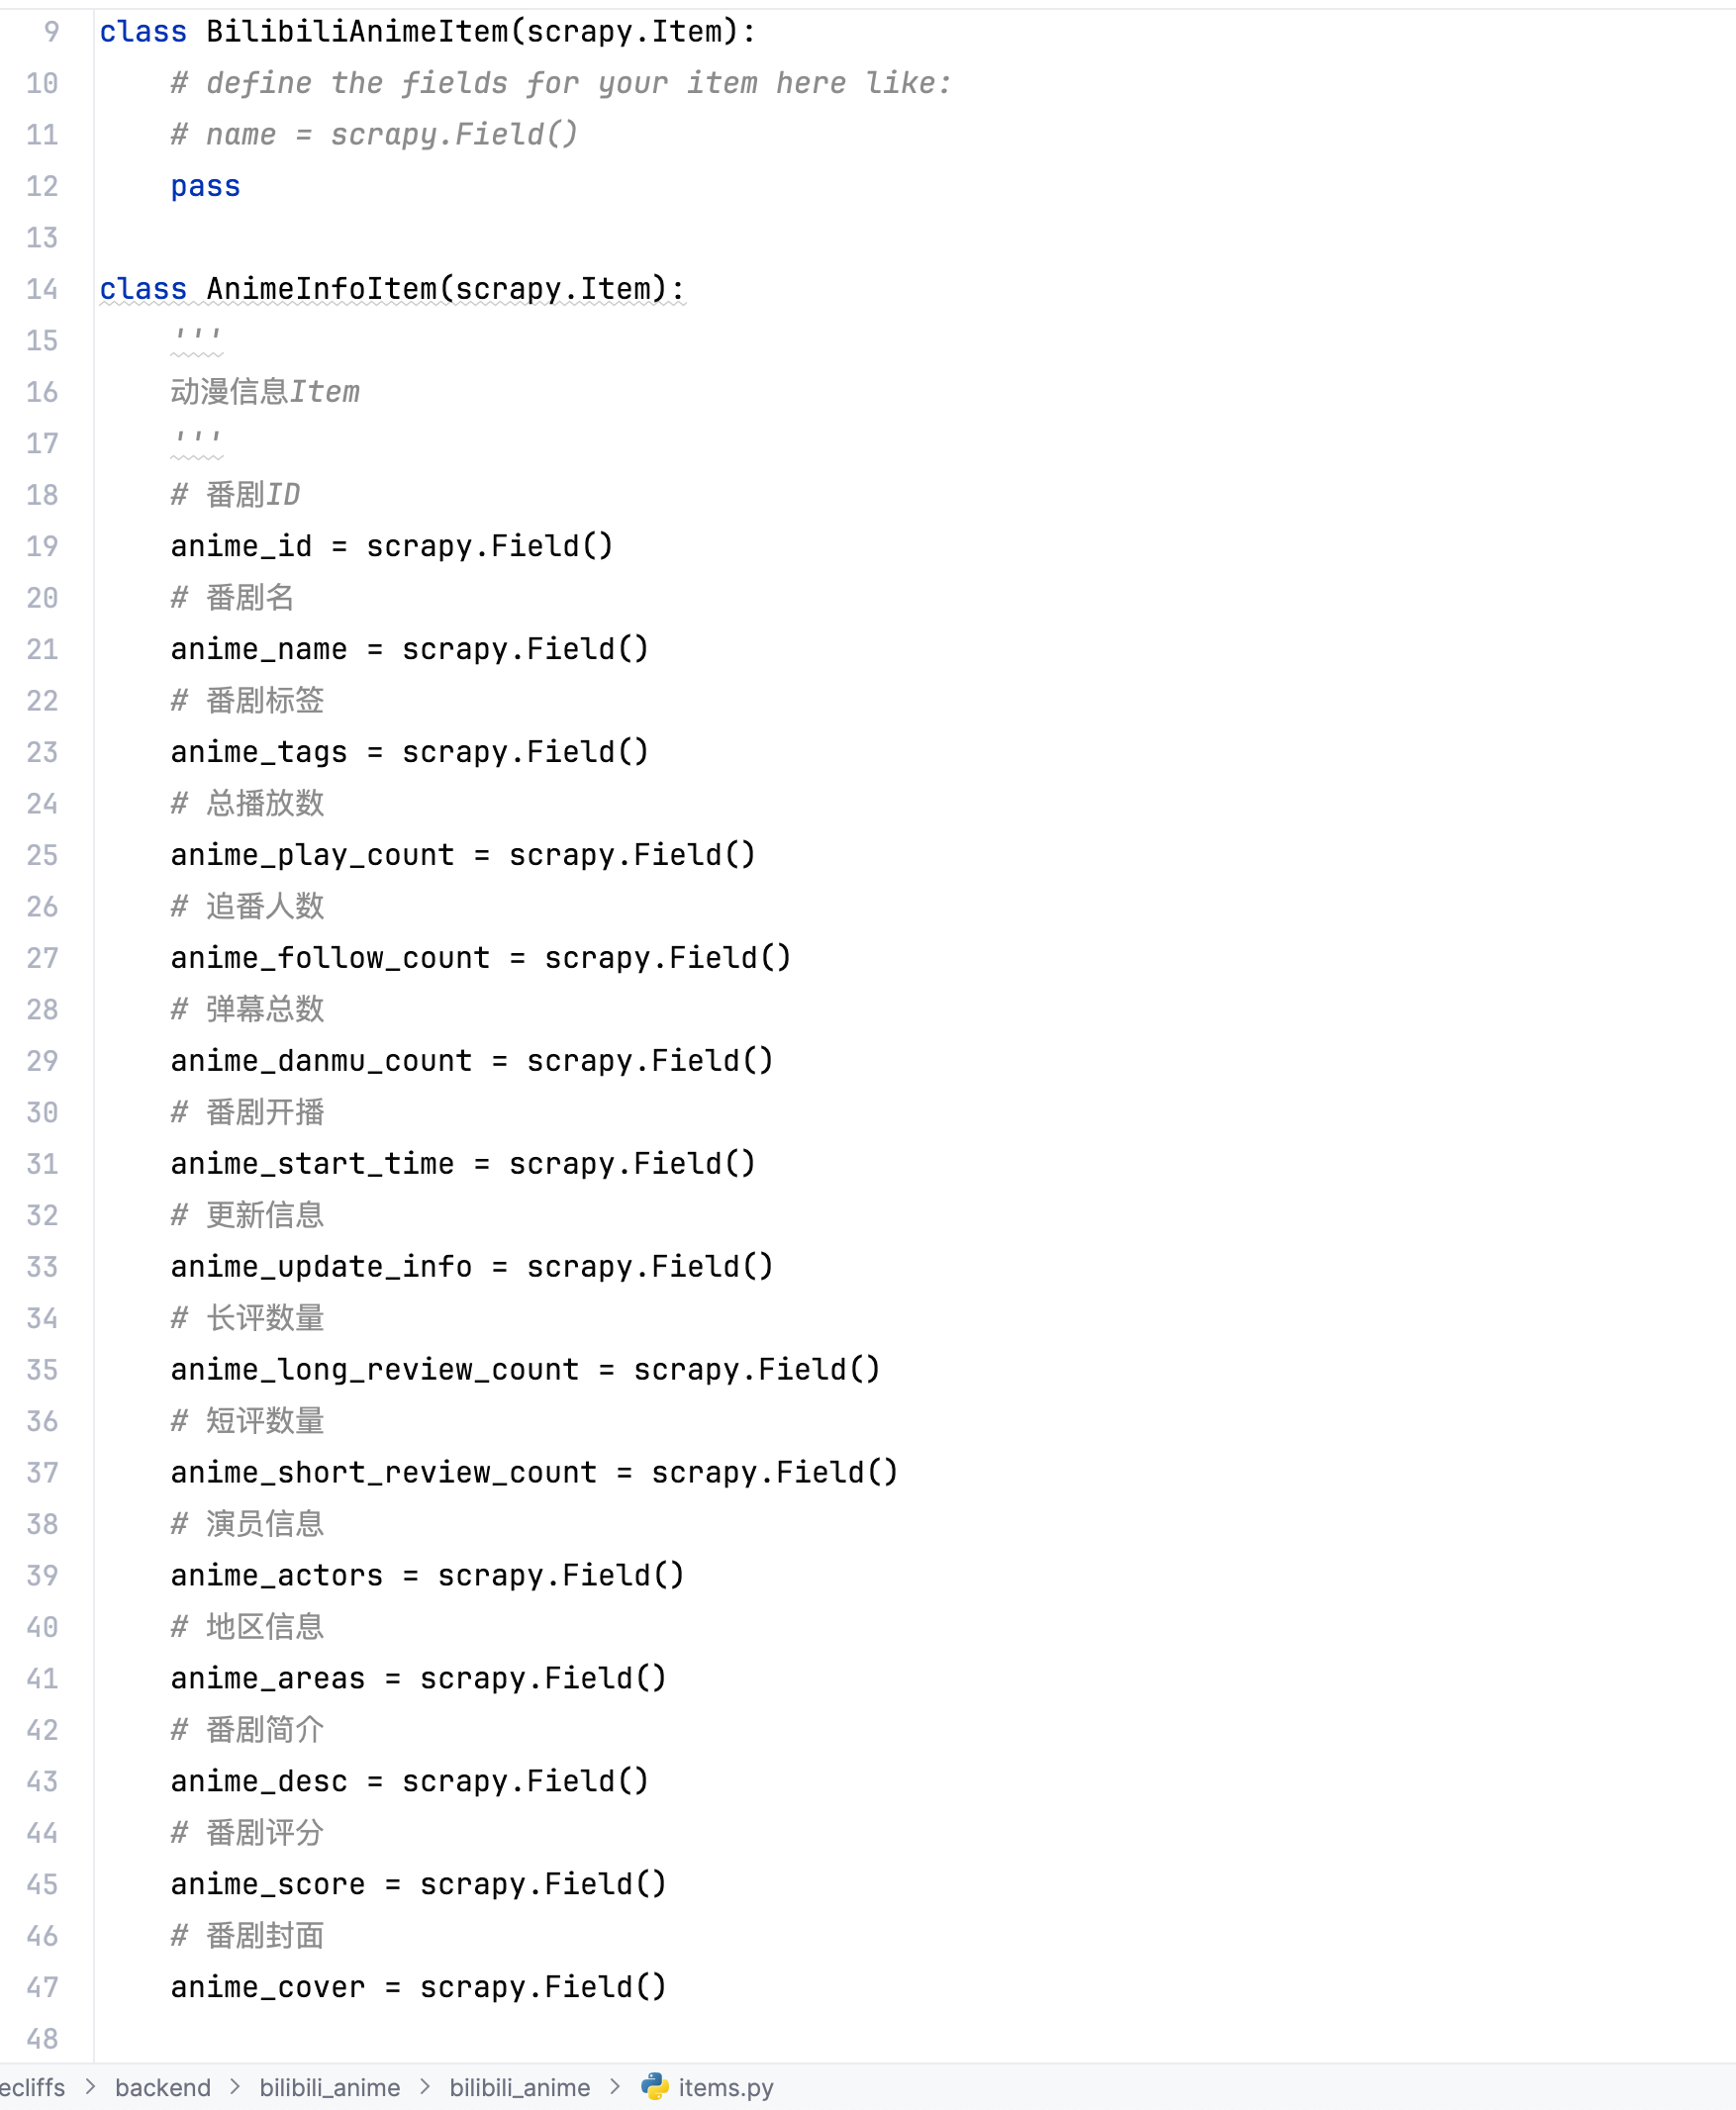 9 class BilibiliAnimeItem(scrapy.Item):
10 # define the fields for your item here like:
11 # name = scrapy.Field()
12 pass
13
14 class AnimeInfoItem(scrapy.Item):
15 '''
16 动漫信息Item
17 '''
18 # 番剧ID
19 anime_id = scrapy.Field()
20 # 番剧名
21 anime_name = scrapy.Field()
22 # 番剧标签
23 anime_tags = scrapy.Field()
24 # 总播放数
25 anime_play_count = scrapy.Field()
26 # 追番人数
27 anime_follow_count = scrapy.Field()
28 # 弹幕总数
29 anime_danmu_count = scrapy.Field()
30 # 番剧开播
31 anime_start_time = scrapy.Field()
32 # 更新信息
33 anime_update_info = scrapy.Field()
34 # 长评数量
35 anime_long_review_count = scrapy.Field()
36 # 短评数量
37 anime_short_review_count = scrapy.Field()
38 # 演员信息
39 anime_actors = scrapy.Field()
40 # 地区信息
41 anime_areas = scrapy.Field()
42 # 番剧简介
43 anime_desc = scrapy.Field()
44 # 番剧评分
45 anime_score = scrapy.Field()
46 # 番剧封面
47 anime_cover = scrapy.Field()
48
ecliffs > backend > bilibili_anime > bilibili_anime > items.py